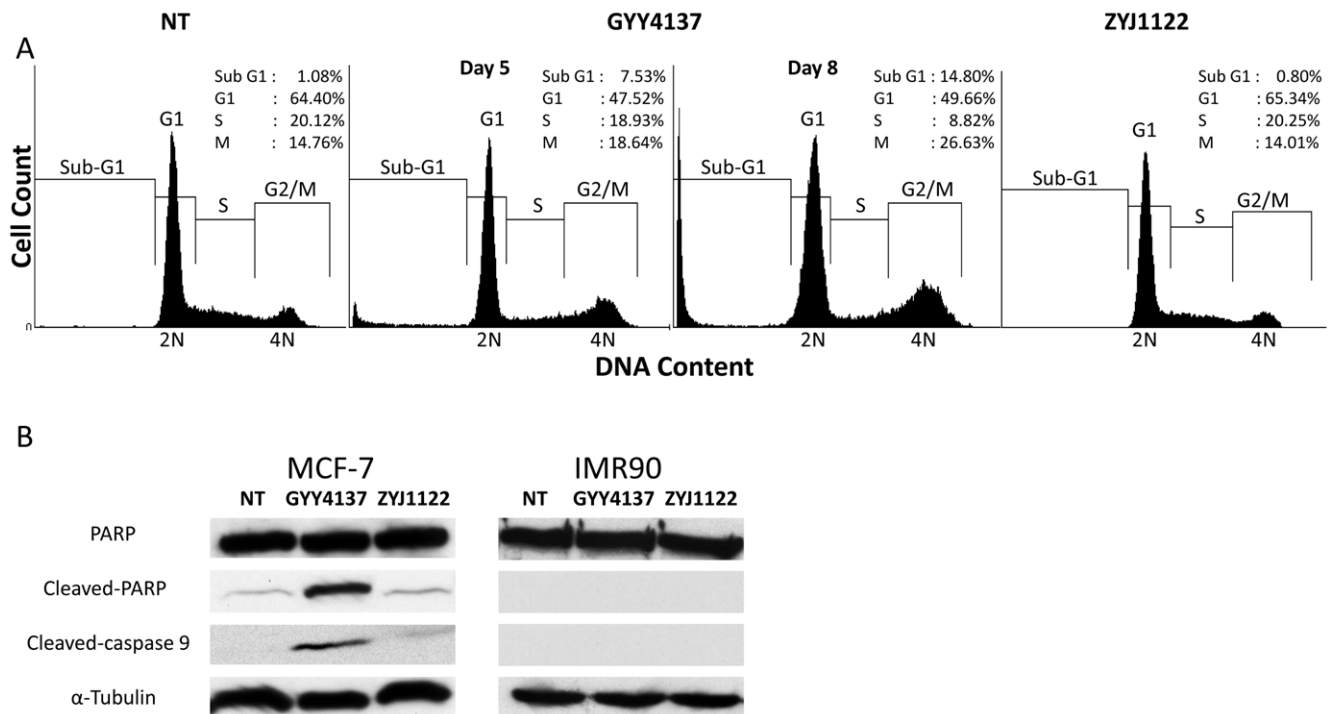 NT GYY4137 ZYJ1122
A
Day 5 Day 8
Sub G1 : 1.08%
G1 : 64.40%
S : 20.12%
M : 14.76%
Sub G1 : 7.53%
G1 : 47.52%
S : 18.93%
M : 18.64%
Sub G1 : 14.80%
G1 : 49.66%
S : 8.82%
M : 26.63%
Sub G1 : 0.80%
G1 : 65.34%
S : 20.25%
M : 14.01%
G1 G1 G1 G1
Sub-G1 S G2/M
Sub-G1 S G2/M
Sub-G1 S G2/M
Sub-G1 S G2/M
Cell Count
0
2N 4N 2N 4N 2N 4N 2N 4N
DNA Content
B
MCF-7 IMR90
NT GYY4137 ZYJ1122 NT GYY4137 ZYJ1122
PARP
Cleaved-PARP
Cleaved-caspase 9
α-Tubulin